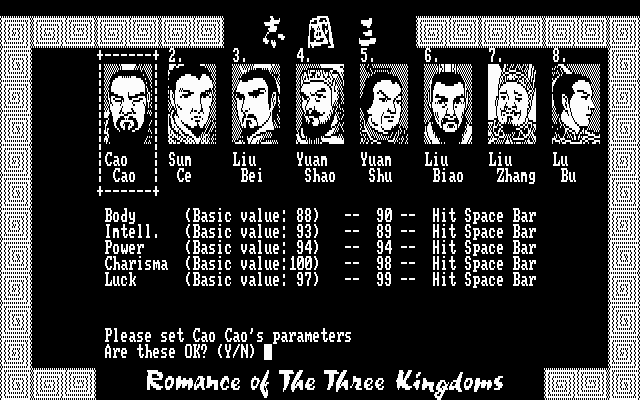 三國志
2. 3. 4. 5. 6. 7. 8.
Cao Sun Liu Yuan Yuan Liu Liu Lu
Cao Ce Bei Shao Shu Biao Zhang Bu
Body (Basic value: 88) -- 90 -- Hit Space Bar
Intell. (Basic value: 93) -- 89 -- Hit Space Bar
Power (Basic value: 94) -- 94 -- Hit Space Bar
Charisma (Basic value:100) -- 98 -- Hit Space Bar
Luck (Basic value: 97) -- 99 -- Hit Space Bar
Please set Cao Cao's parameters
Are these OK? (Y/N)
Romance of The Three Kingdoms